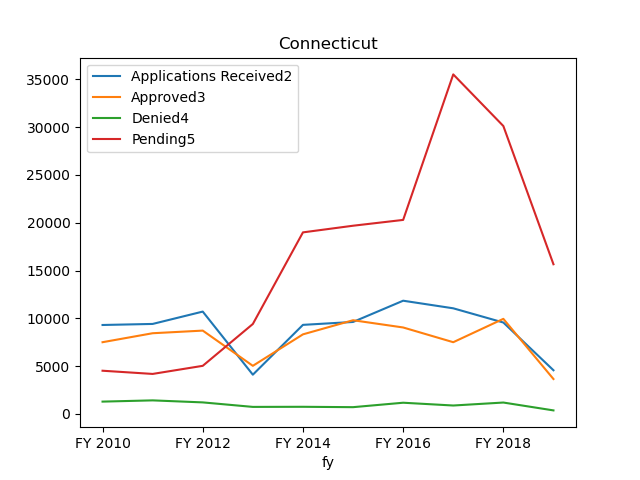 Connecticut
Applications Received2
Approved3
Denied4
Pending5
35000
30000
25000
20000
15000
10000
5000
0
FY 2010 FY 2012 FY 2014 FY 2016 FY 2018
fy